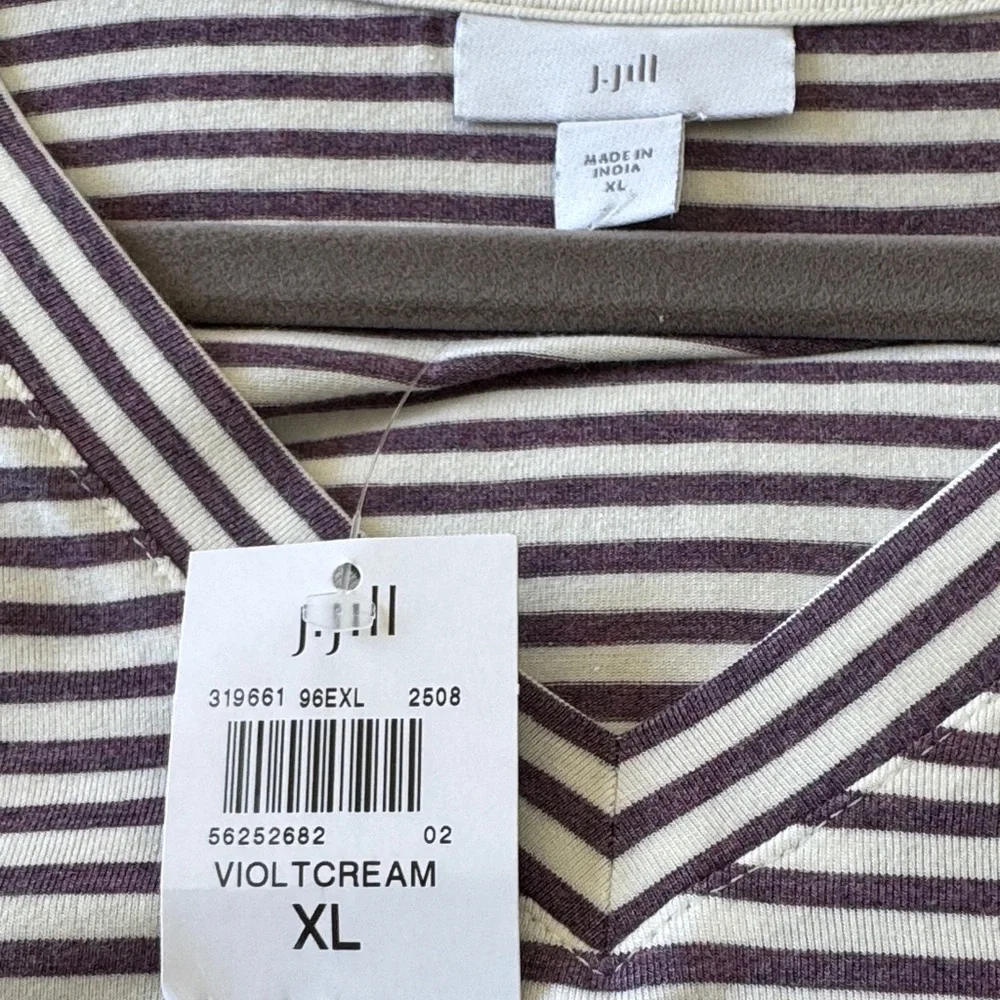 J.Jill
MADE IN
INDIA
XL
J.Jill
319661 96EXL 2508
56252682 02
VIOLTCREAM
XL